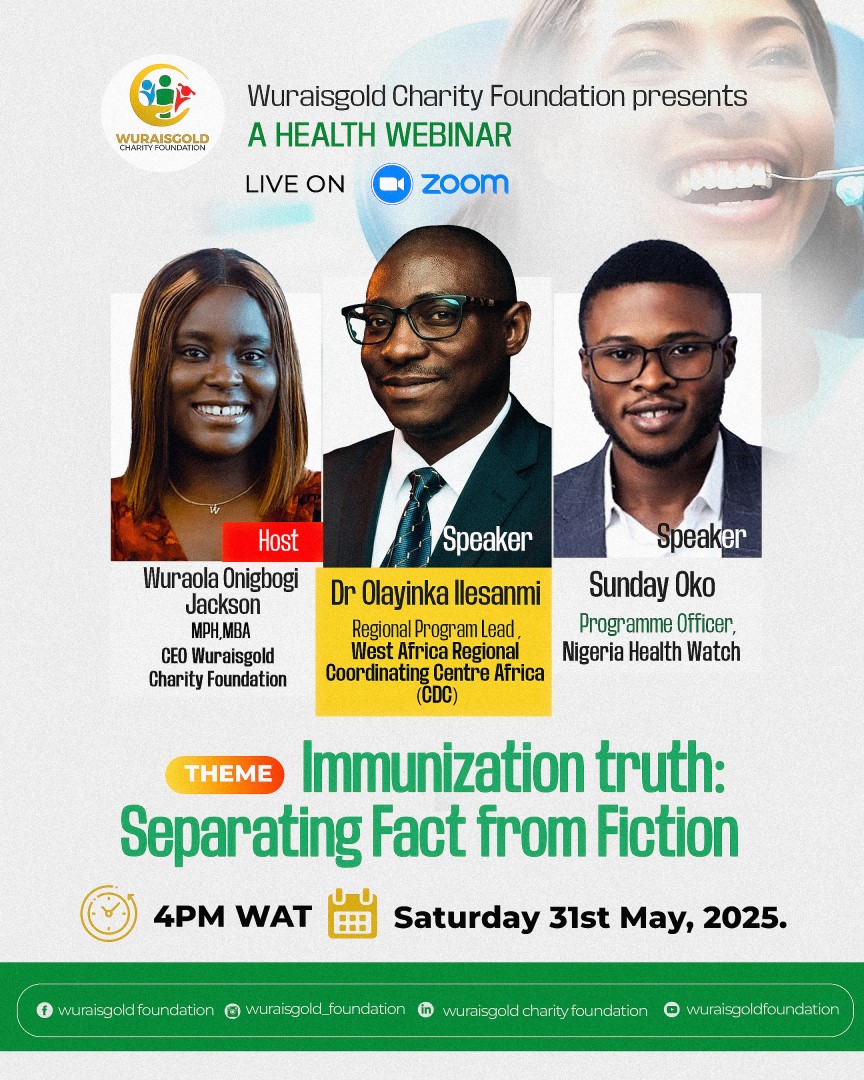 WURAISGOLD
CHARITY FOUNDATION
Wuraisgold Charity Foundation presents
A HEALTH WEBINAR
LIVE ON zoom
W
Host
Wuraola Onigbogi
Jackson
MPH,MBA
CEO Wuraisgold
Charity Foundation
Speaker
Dr Olayinka Ilesanmi
Regional Program Lead ,
West Africa Regional
Coordinating Centre Africa
(CDC)
Speaker
Sunday Oko
Programme Officer,
Nigeria Health Watch
THEME Immunization truth:
Separating Fact from Fiction
4PM WAT Saturday 31st May, 2025.
wuraisgold foundation wuraisgold_foundation wuraisgold charity foundation wuraisgoldfoundation